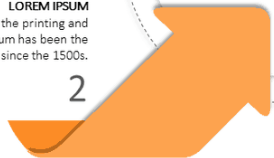 LOREM IPSUM
the printing and
um has been the
since the 1500s.
2